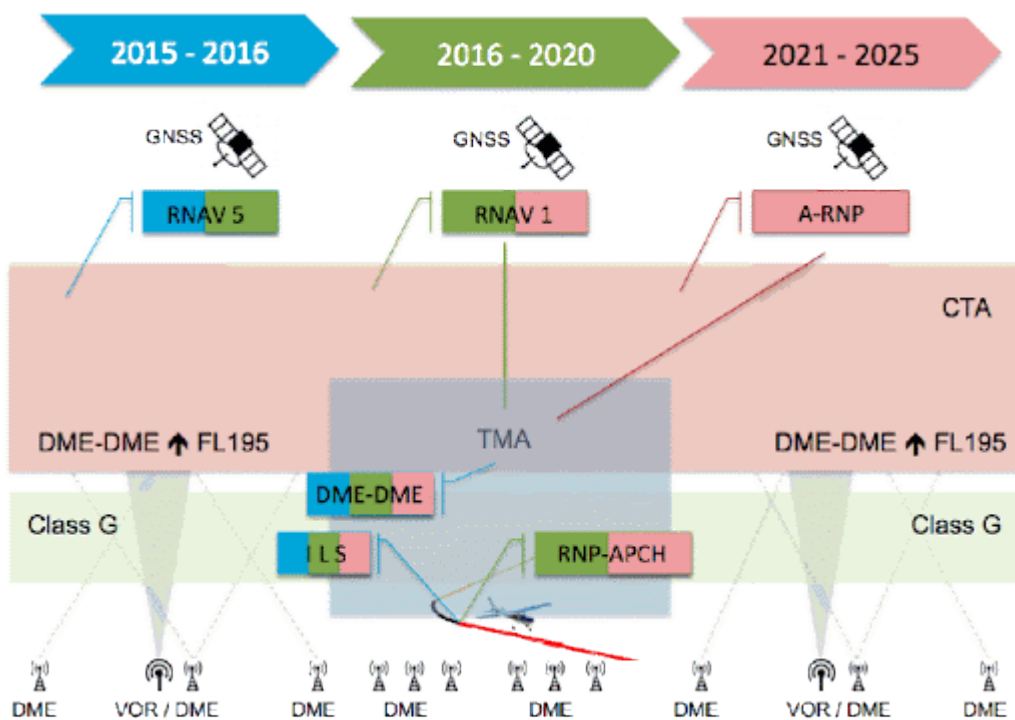 2015 - 2016
2016 - 2020
2021 - 2025
GNSS
GNSS
GNSS
RNAV 5
RNAV 1
A-RNP
CTA
DME-DME ↑ FL195
TMA
DME-DME ↑ FL195
DME-DME
Class G
Class G
I L S
RNP-APCH
DME
VOR / DME
DME
DME
DME
DME
VOR / DME
DME